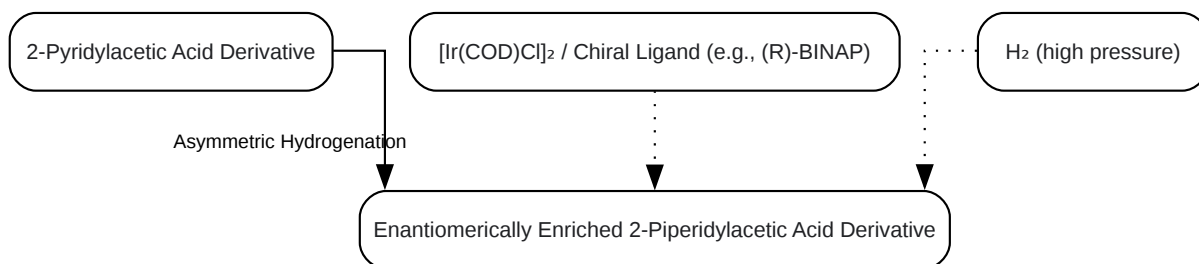 2-Pyridylacetic Acid Derivative
[Ir(COD)Cl]₂ / Chiral Ligand (e.g., (R)-BINAP)
H₂ (high pressure)
Asymmetric Hydrogenation
Enantiomerically Enriched 2-Piperidylacetic Acid Derivative